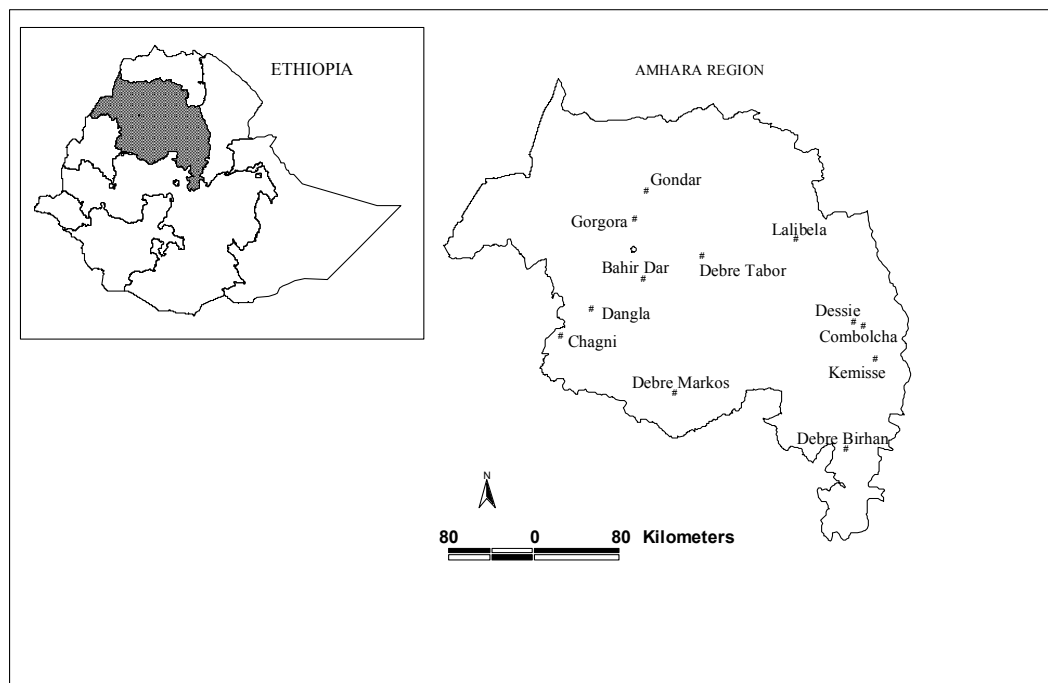 ETHIOPIA
AMHARA REGION
Gondar
Gorgora
Lalibela
Bahir Dar
Debre Tabor
Dangla
Dessie
Combolcha
Chagni
Kemisse
Debre Markos
Debre Birhan
N
80 0 80 Kilometers